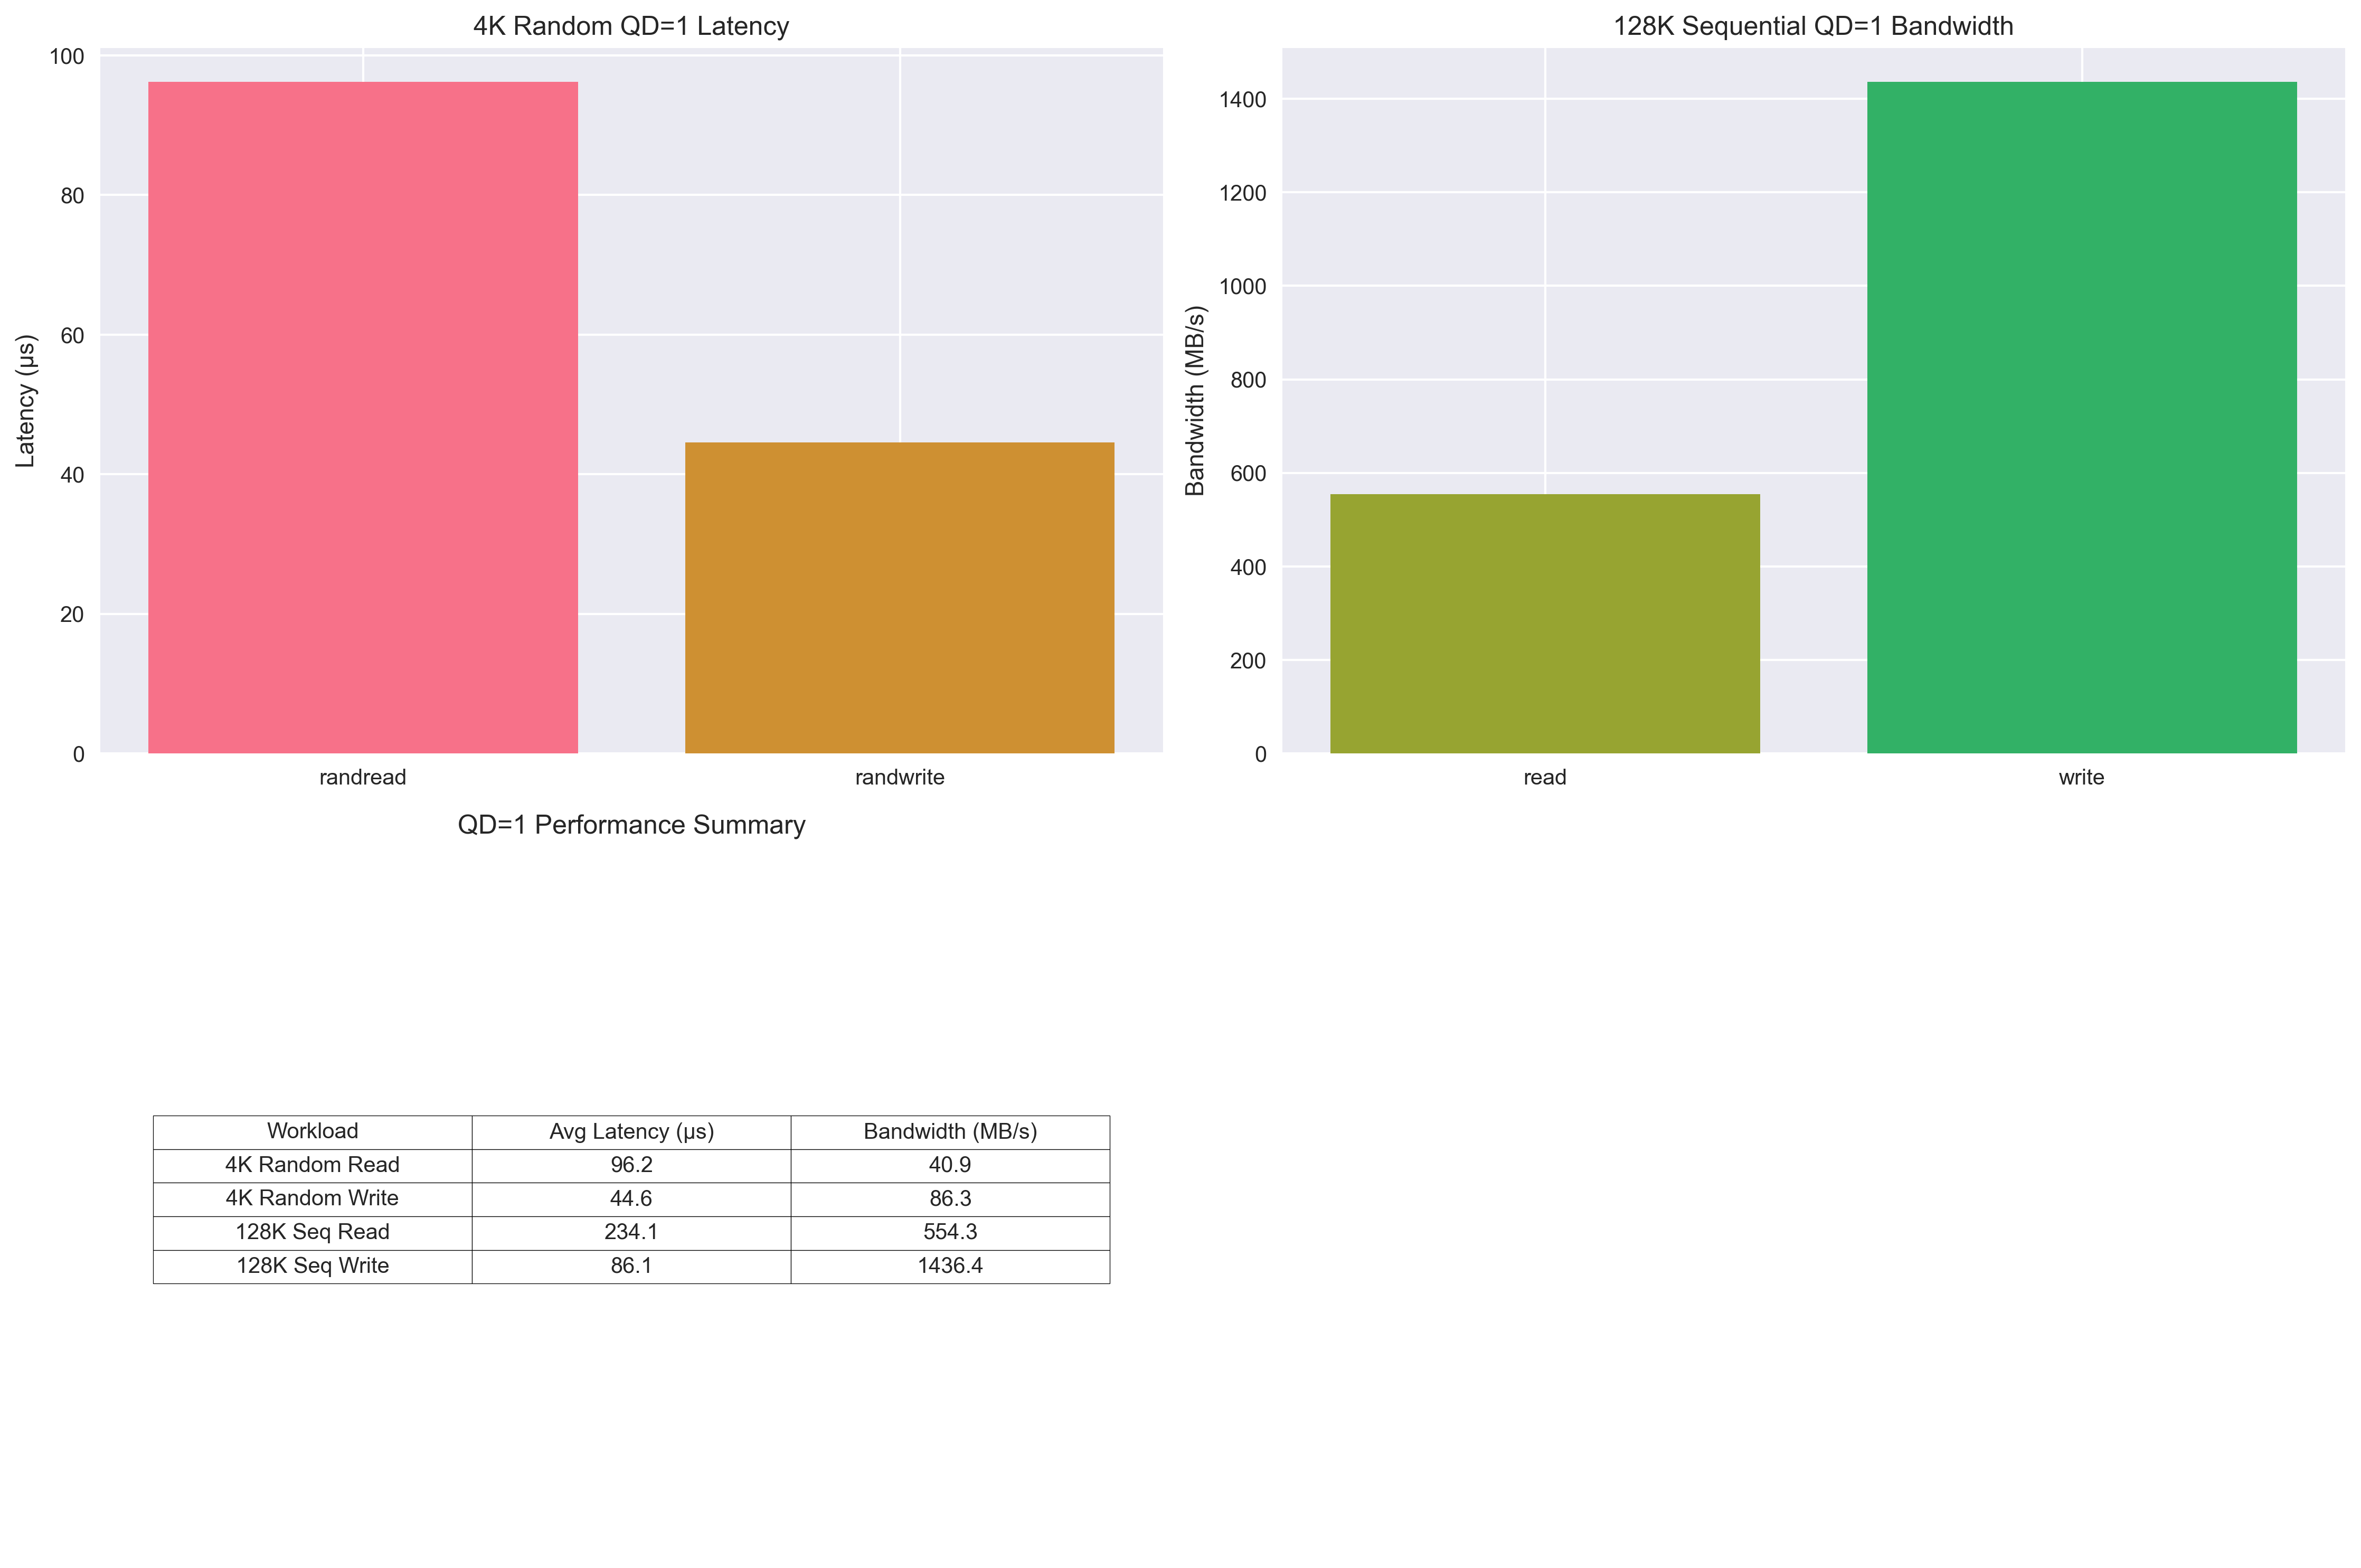 4K Random QD=1 Latency
100
80
60
40
20
0
Latency (µs)
randread randwrite
128K Sequential QD=1 Bandwidth
1400
1200
1000
800
600
400
200
0
Bandwidth (MB/s)
read write
QD=1 Performance Summary
Workload Avg Latency (µs) Bandwidth (MB/s)
4K Random Read 96.2 40.9
4K Random Write 44.6 86.3
128K Seq Read 234.1 554.3
128K Seq Write 86.1 1436.4